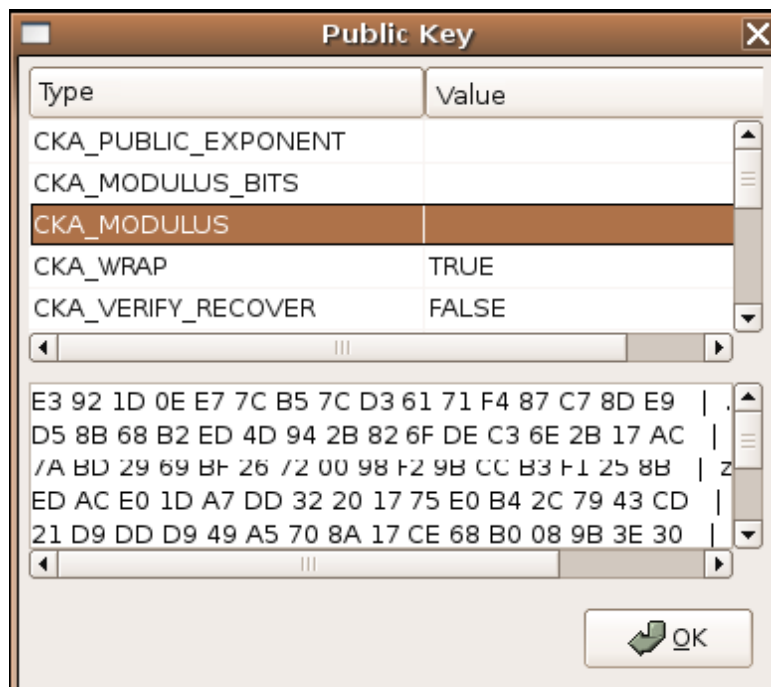 Public Key
Type Value
CKA_PUBLIC_EXPONENT
CKA_MODULUS_BITS
CKA_MODULUS
CKA_WRAP TRUE
CKA_VERIFY_RECOVER FALSE
E3 92 1D 0E E7 7C B5 7C D3 61 71 F4 87 C7 8D E9 | .
D5 8B 68 B2 ED 4D 94 2B 82 6F DE C3 6E 2B 17 AC |
7A BD 29 69 BF 26 72 00 98 F2 9B CC B3 F1 25 8B | z
ED AC E0 1D A7 DD 32 20 17 75 E0 B4 2C 79 43 CD |
21 D9 DD D9 49 A5 70 8A 17 CE 68 B0 08 9B 3E 30 |
OK